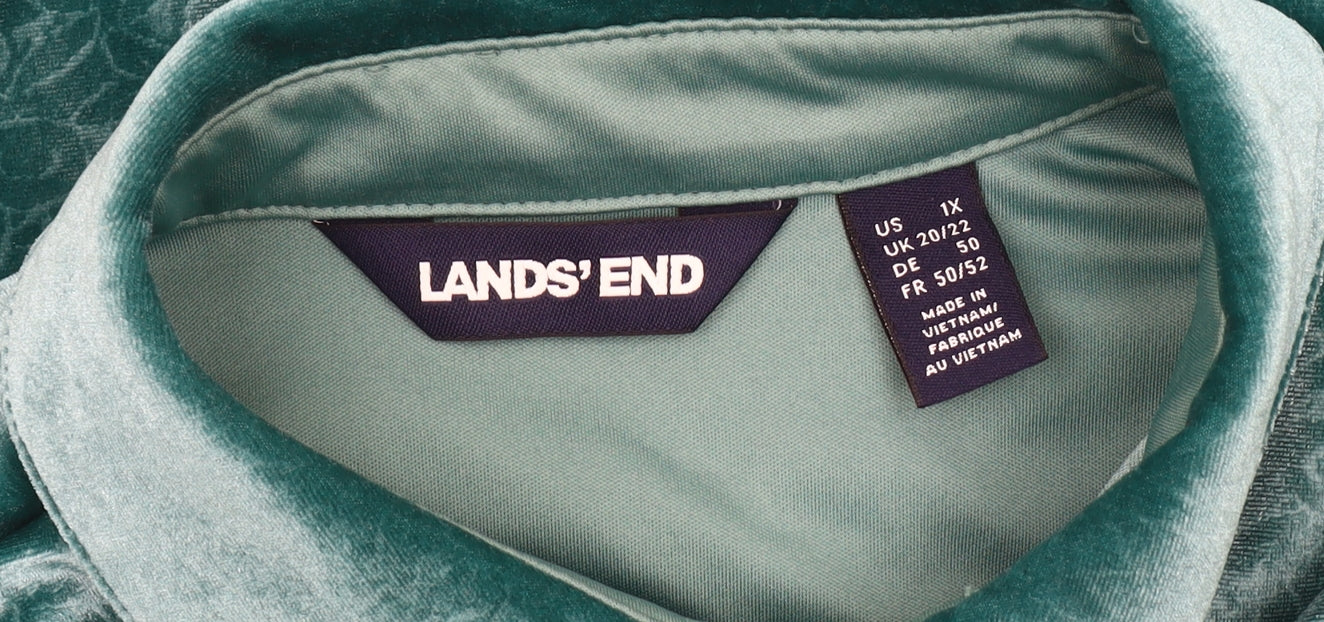 LANDS' END
US 1X
UK 20/22
DE 50
FR 50/52
MADE IN
VIETNAM/
FABRIQUE
AU VIETNAM